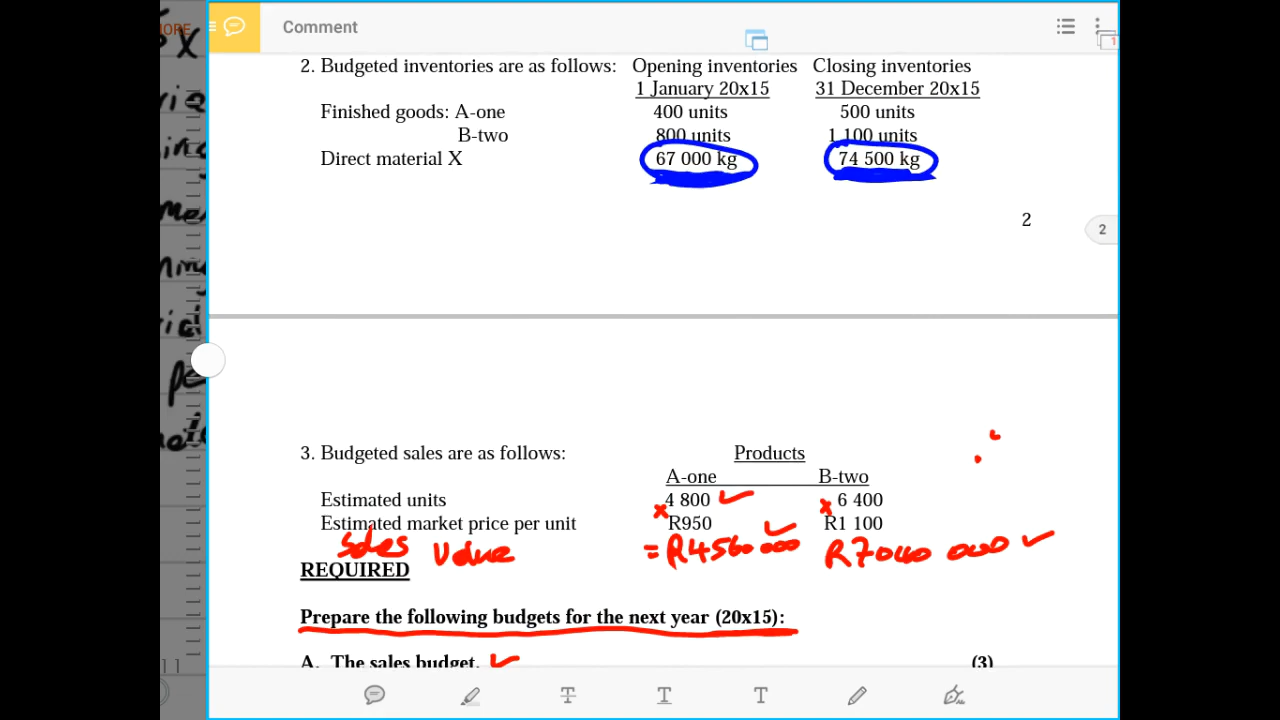 Comment
2. Budgeted inventories are as follows: Opening inventories Closing inventories
1 January 20x15 31 December 20x15
Finished goods: A-one 400 units 500 units
B-two 800 units 1 100 units
Direct material X 67 000 kg 74 500 kg
2
2
3. Budgeted sales are as follows: Products
A-one B-two
Estimated units 4 800 6 400
Estimated market price per unit x R950 x R1 100
Sales Value = R4560 000 R7040 000
REQUIRED
Prepare the following budgets for the next year (20x15):
A. The sales budget. (3)